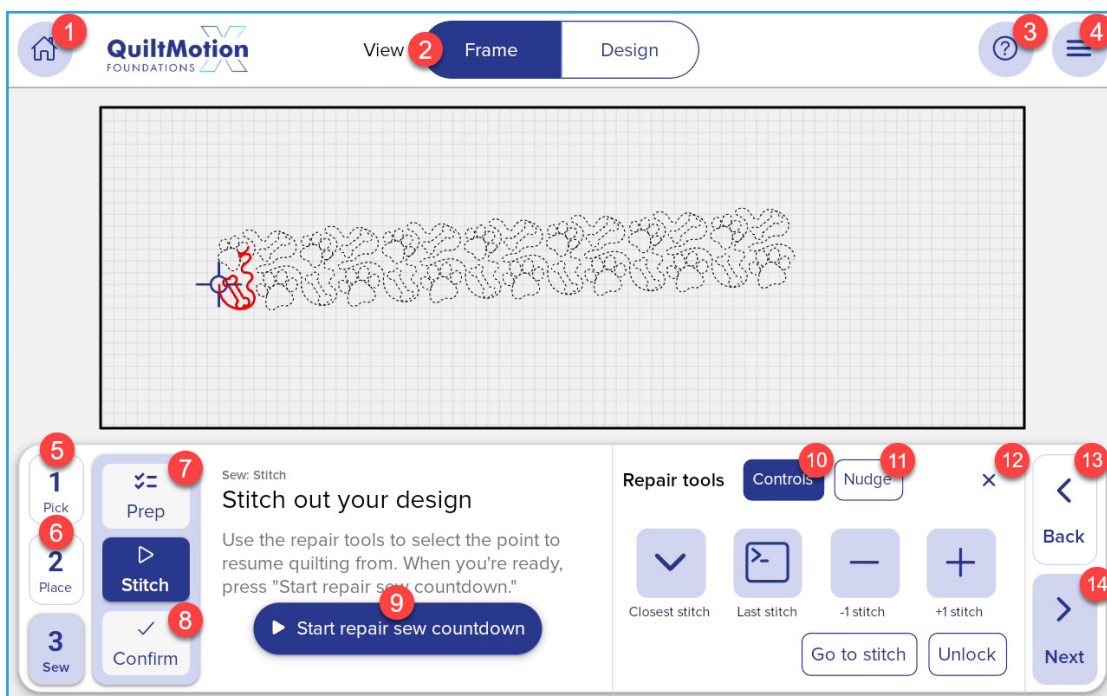 1
QuiltMotion X
FOUNDATIONS
View 2 Frame Design
? 3
4
5
1
Pick
6
2
Place
3
Sew
7
Prep
Stitch
8
Confirm
Sew: Stitch
Stitch out your design
Use the repair tools to select the point to
resume quilting from. When you're ready,
press "Start repair sew countdown."
9
Start repair sew countdown
Repair tools Controls 10 Nudge 11 × 12
Closest stitch Last stitch -1 stitch +1 stitch
Go to stitch Unlock
13
Back
14
Next